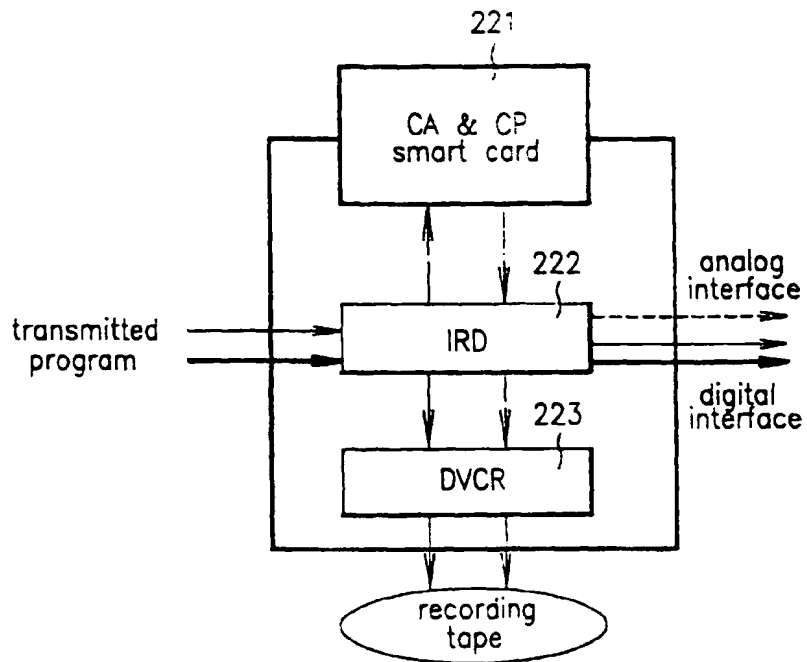 221
CA & CP
smart card
222
analog
interface
transmitted
program
IRD
digital
interface
223
DVCR
recording
tape